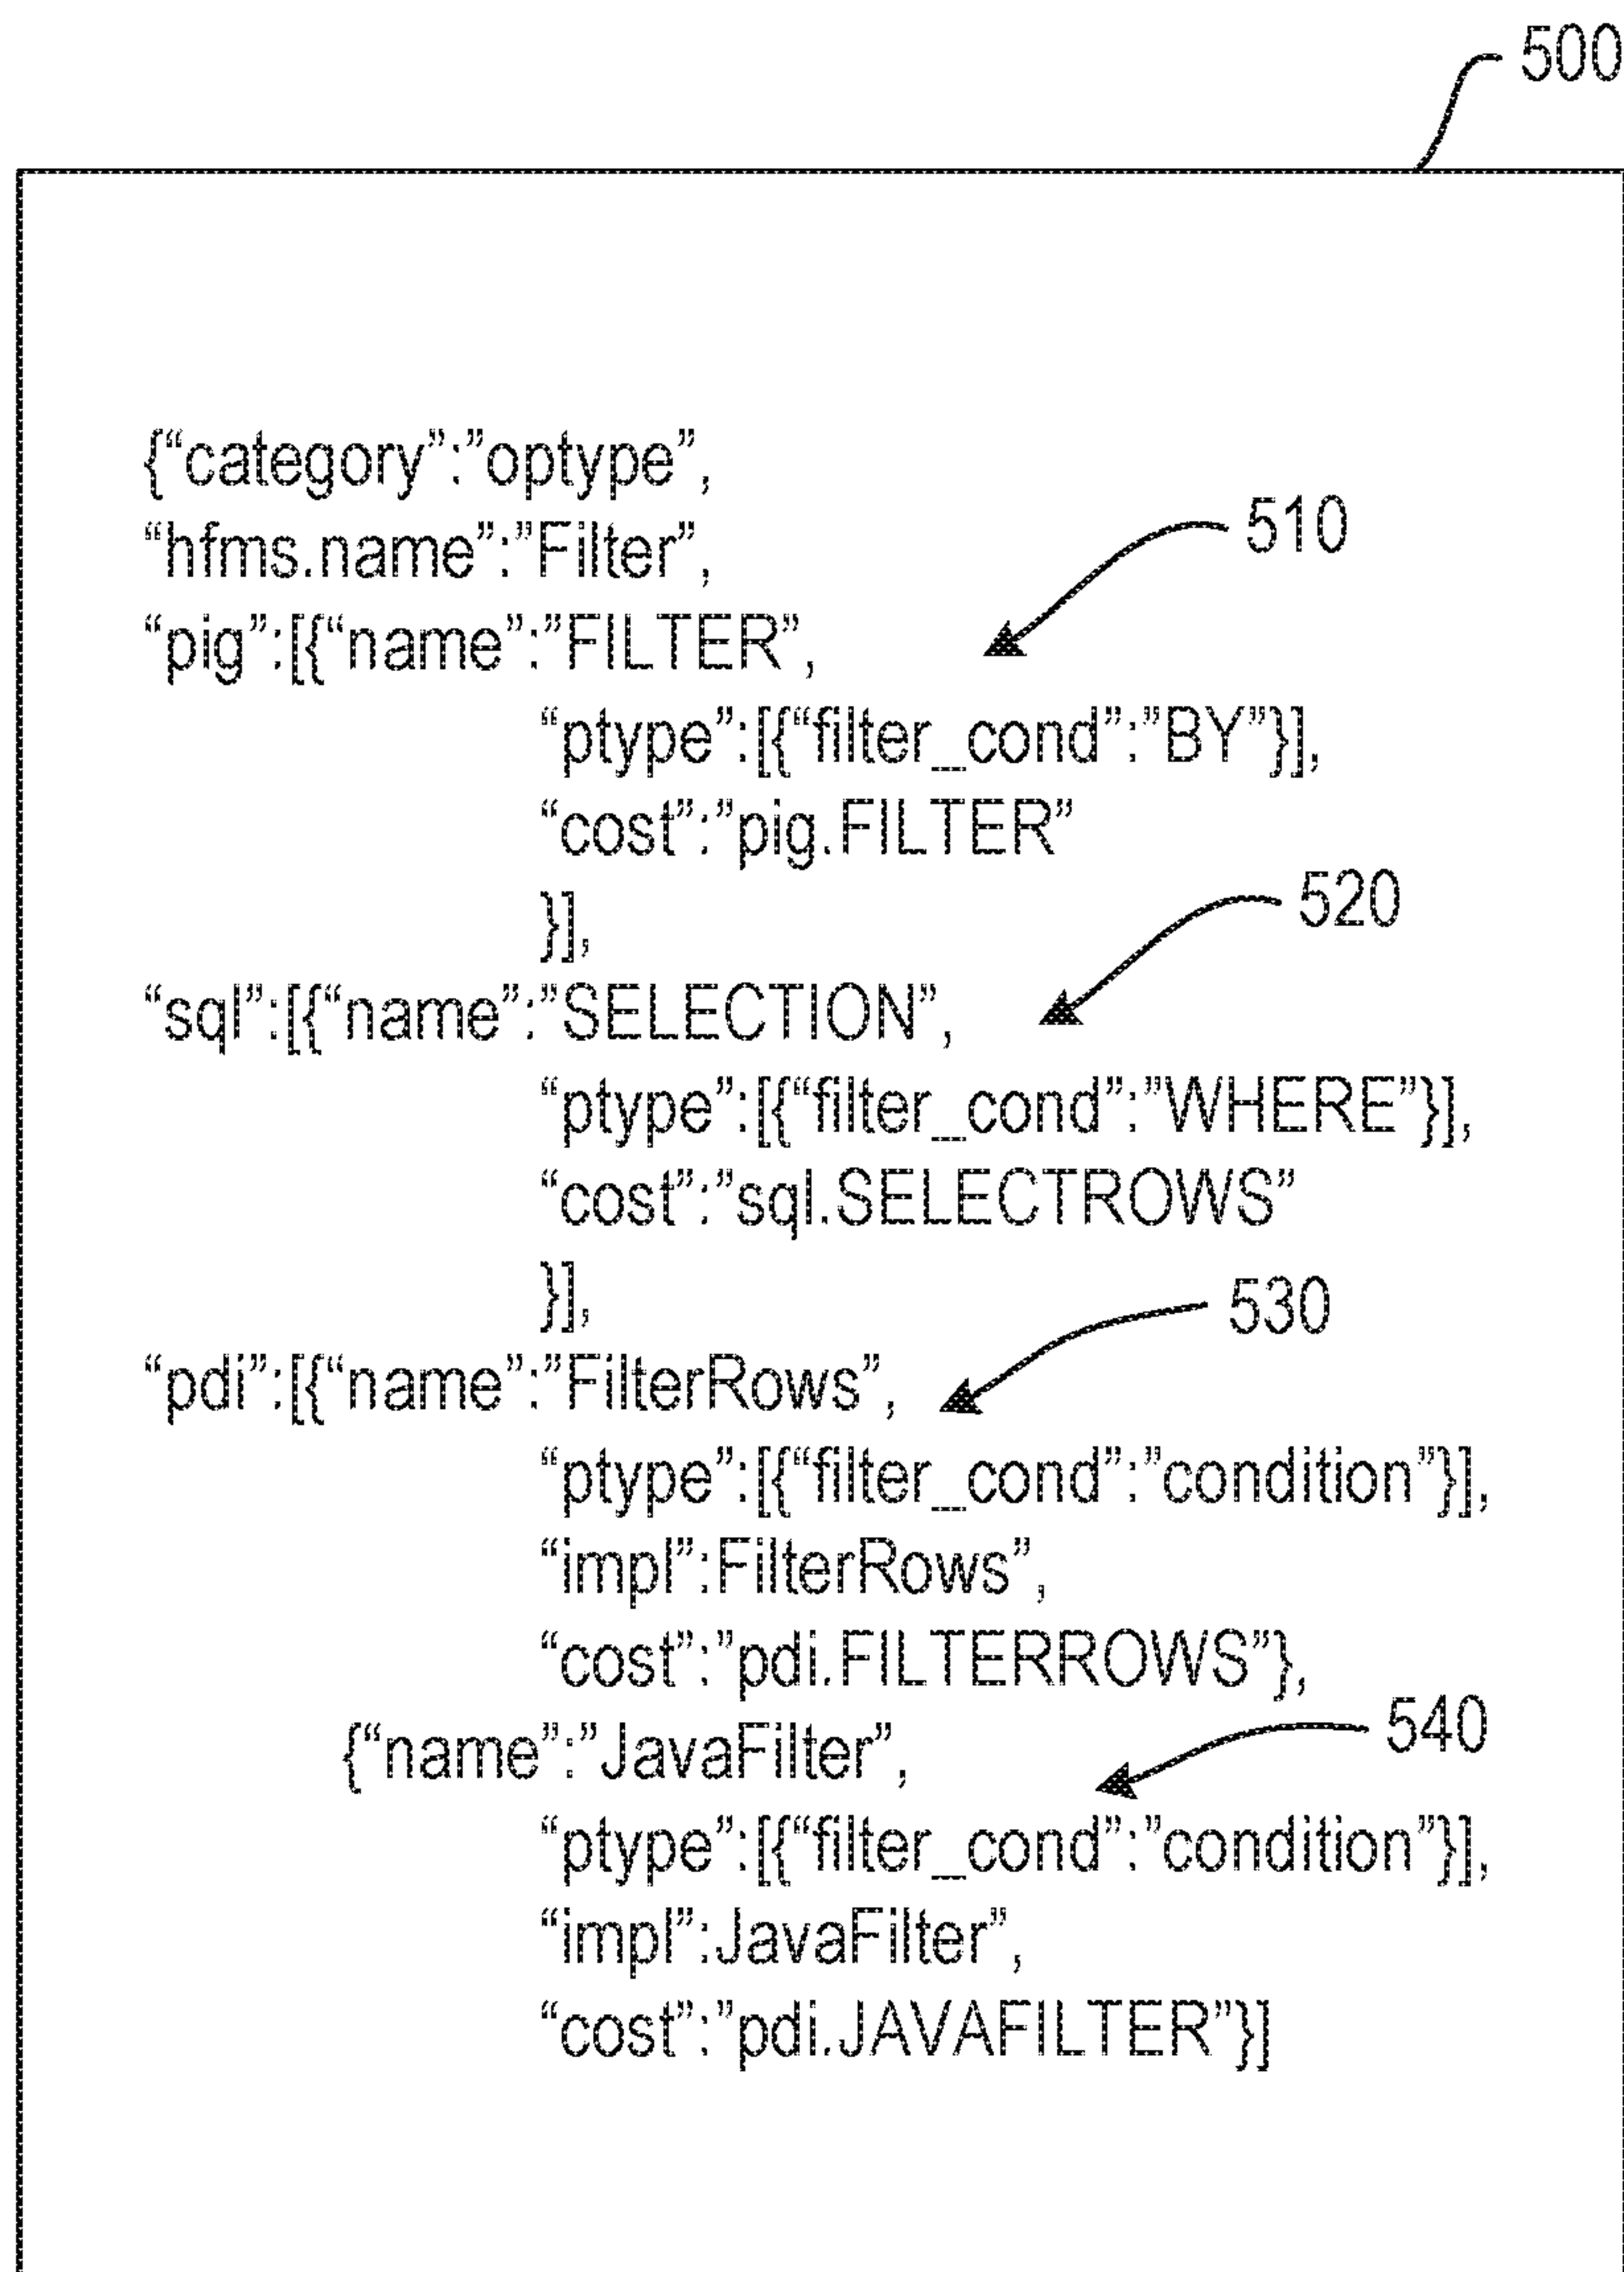 500
{“category”:”optype”,
“hfms.name”:”Filter”,
510
“pig”:[{“name”:”FILTER”,
“ptype”:[{“filter_cond”:”BY”}],
“cost”:”pig.FILTER”
}],
520
“sql”:[{“name”:”SELECTION”,
“ptype”:[{“filter_cond”:”WHERE”}],
“cost”:”sql.SELECTROWS”
}],
530
“pdi”:[{“name”:”FilterRows”,
“ptype”:[{“filter_cond”:”condition”}],
“impl”:FilterRows”,
“cost”:”pdi.FILTERROWS”},
540
{“name”:”JavaFilter”,
“ptype”:[{“filter_cond”:”condition”}],
“impl”:JavaFilter”,
“cost”:”pdi.JAVAFILTER”}]